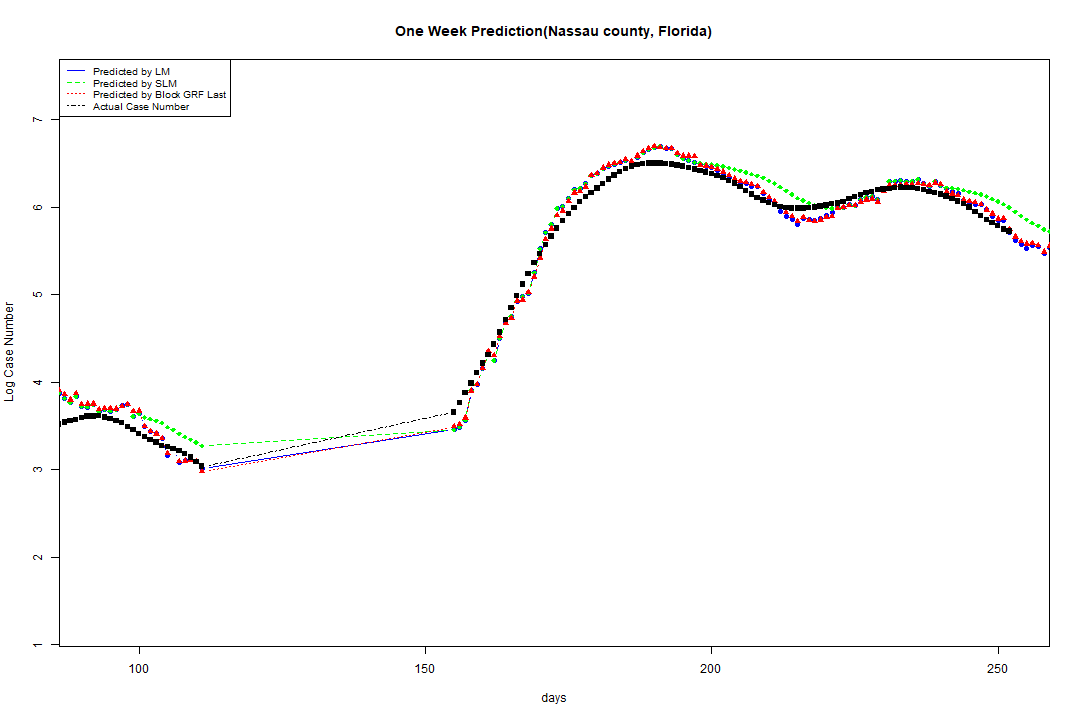 One Week Prediction(Nassau county, Florida)
Predicted by LM
Predicted by SLM
Predicted by Block GRF Last
Actual Case Number
7
6
5
4
3
2
1
Log Case Number
100 150 200 250
days